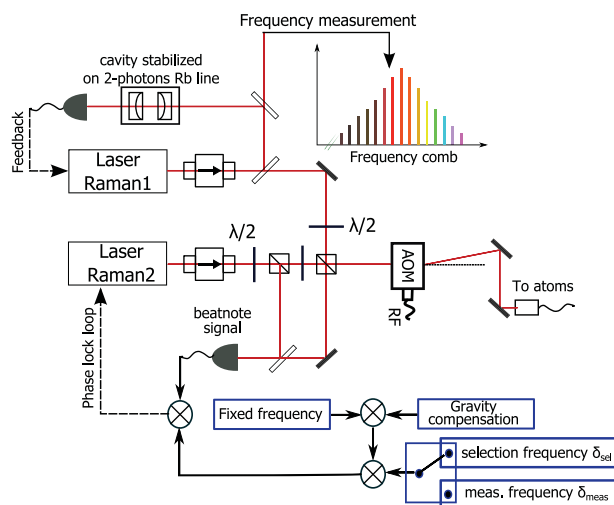 Frequency measurement
cavity stabilized
on 2-photons Rb line
Feedback
Laser
Raman1
Frequency comb
λ/2
λ/2
Laser
Raman2
AOM
RF
To atoms
beatnote
signal
Phase lock loop
Fixed frequency
Gravity
compensation
selection frequency δsel
meas. frequency δmeas